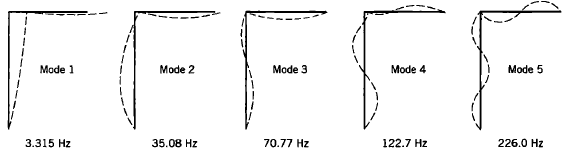 Mode 1
Mode 2
Mode 3
Mode 4
Mode 5
3.315 Hz
35.08 Hz
70.77 Hz
122.7 Hz
226.0 Hz